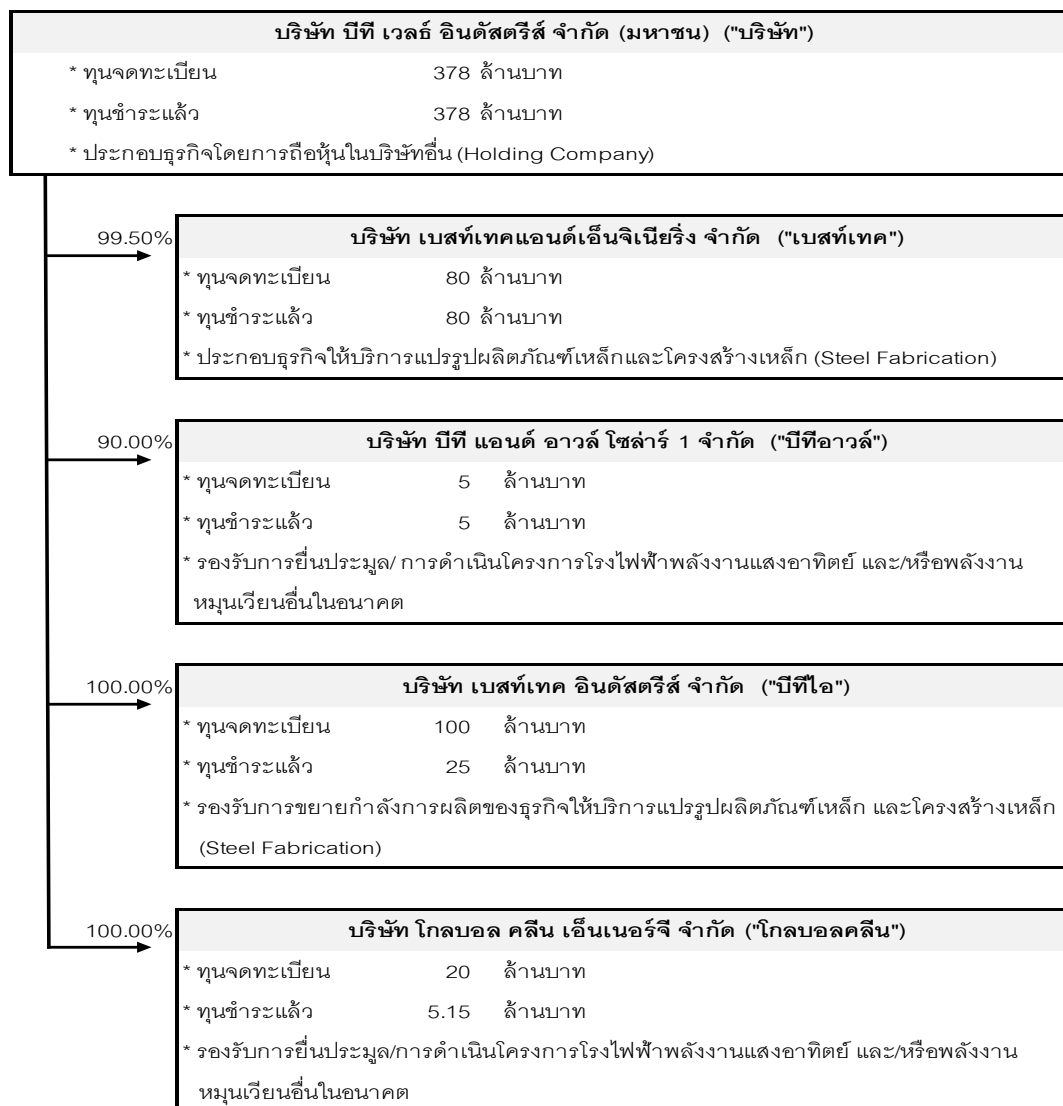 บริษัท บีที เวลธ์ อินดัสตรีส์ จำกัด (มหาชน) ("บริษัท")
* ทุนจดทะเบียน 378 ล้านบาท
* ทุนชำระแล้ว 378 ล้านบาท
* ประกอบธุรกิจโดยการถือหุ้นในบริษัทอื่น (Holding Company)
99.50% บริษัท เบสท์เทคแอนด์เอ็นจิเนียริ่ง จำกัด ("เบสท์เทค")
* ทุนจดทะเบียน 80 ล้านบาท
* ทุนชำระแล้ว 80 ล้านบาท
* ประกอบธุรกิจให้บริการแปรรูปผลิตภัณฑ์เหล็กและโครงสร้างเหล็ก (Steel Fabrication)
90.00% บริษัท บีที แอนด์ อาวล์ โซล่าร์ 1 จำกัด ("บีทีอาวล์")
* ทุนจดทะเบียน 5 ล้านบาท
* ทุนชำระแล้ว 5 ล้านบาท
* รองรับการยื่นประมูล/ การดำเนินโครงการโรงไฟฟ้าพลังงานแสงอาทิตย์ และ/หรือพลังงาน
หมุนเวียนอื่นในอนาคต
100.00% บริษัท เบสท์เทค อินดัสตรีส์ จำกัด ("บีทีไอ")
* ทุนจดทะเบียน 100 ล้านบาท
* ทุนชำระแล้ว 25 ล้านบาท
* รองรับการขยายกำลังการผลิตของธุรกิจให้บริการแปรรูปผลิตภัณฑ์เหล็ก และโครงสร้างเหล็ก
(Steel Fabrication)
100.00% บริษัท โกลบอล คลีน เอ็นเนอร์จี จำกัด ("โกลบอลคลีน")
* ทุนจดทะเบียน 20 ล้านบาท
* ทุนชำระแล้ว 5.15 ล้านบาท
* รองรับการยื่นประมูล/การดำเนินโครงการโรงไฟฟ้าพลังงานแสงอาทิตย์ และ/หรือพลังงาน
หมุนเวียนอื่นในอนาคต